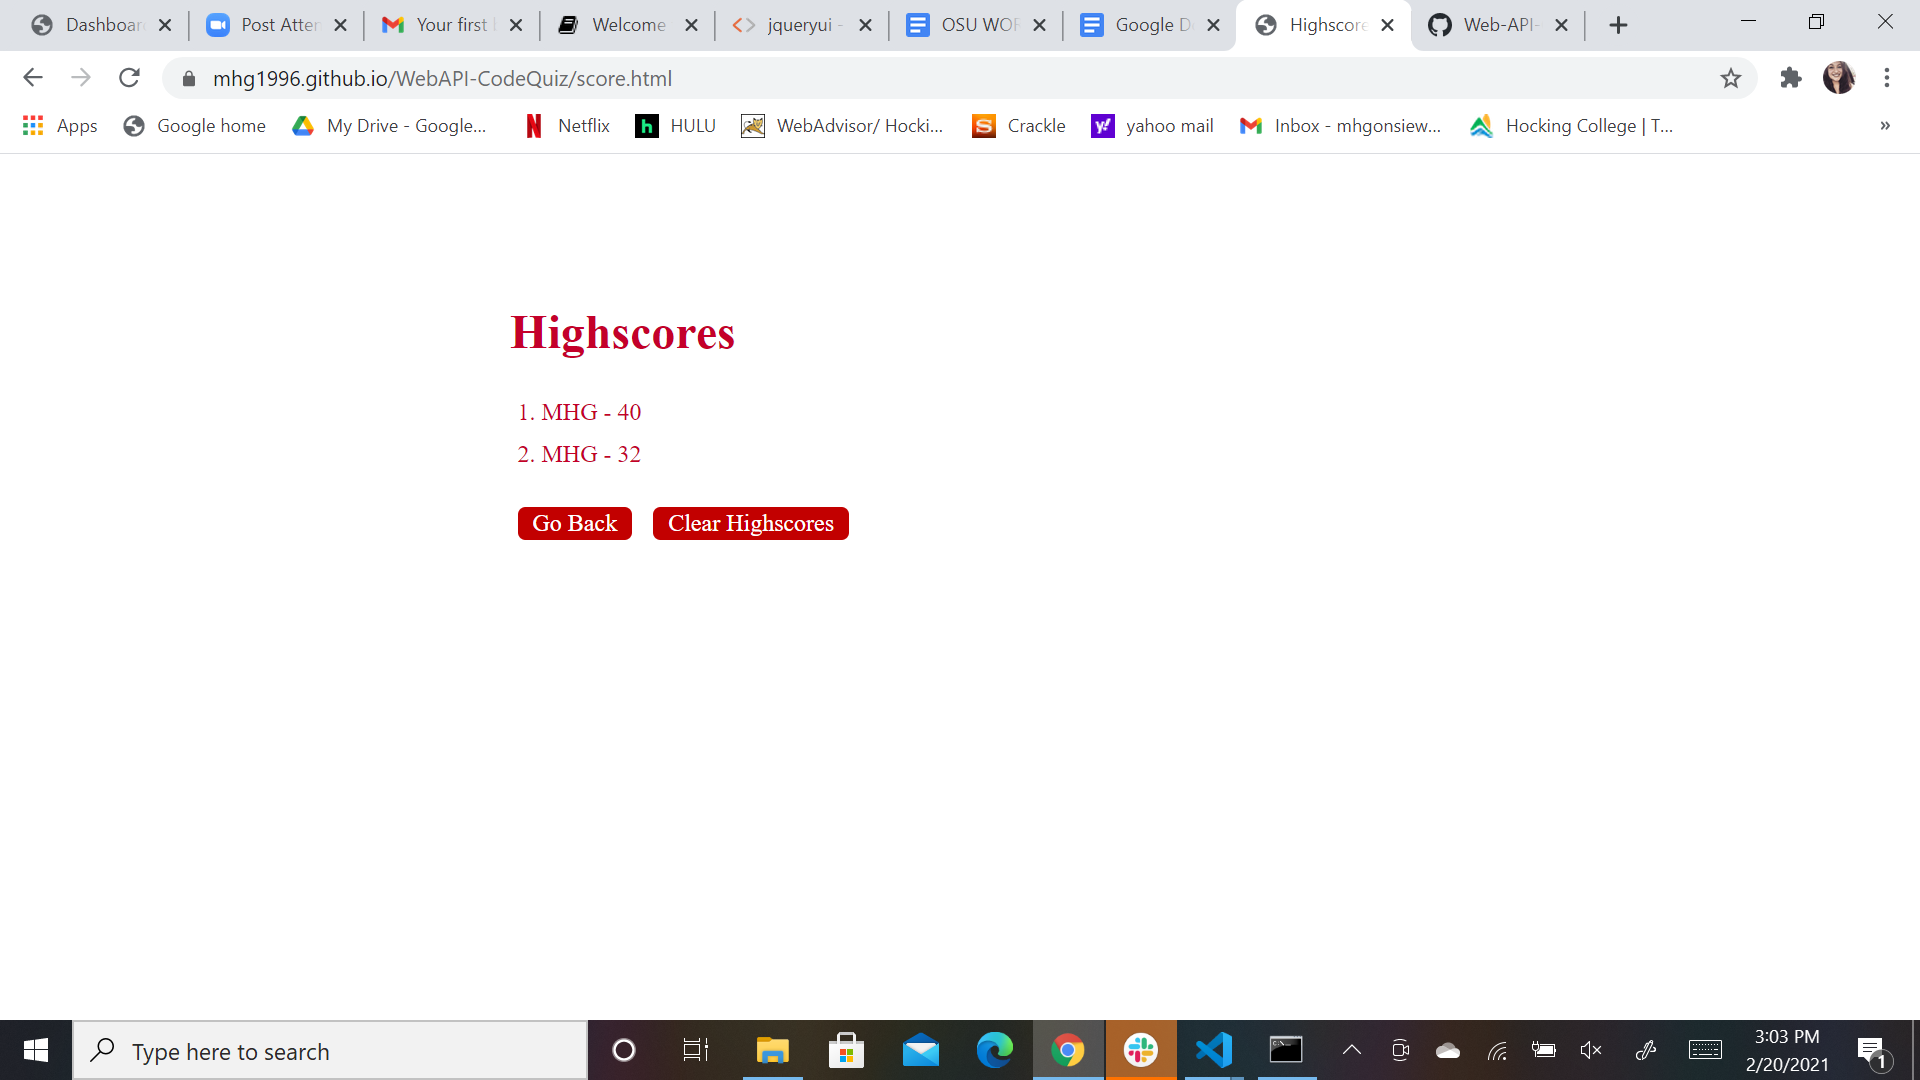 Dashboar
Post Atten
Your first
Welcome
jqueryui -
OSU WOR
Google D
Highscore
Web-API-
mhg1996.github.io/WebAPI-CodeQuiz/score.html
Apps
Google home
My Drive - Google...
Netflix
HULU
WebAdvisor/ Hocki...
Crackle
yahoo mail
Inbox - mhgonsiew...
Hocking College | T...
»
Highscores
1. MHG - 40
2. MHG - 32
Go Back
Clear Highscores
Type here to search
3:03 PM
2/20/2021
1